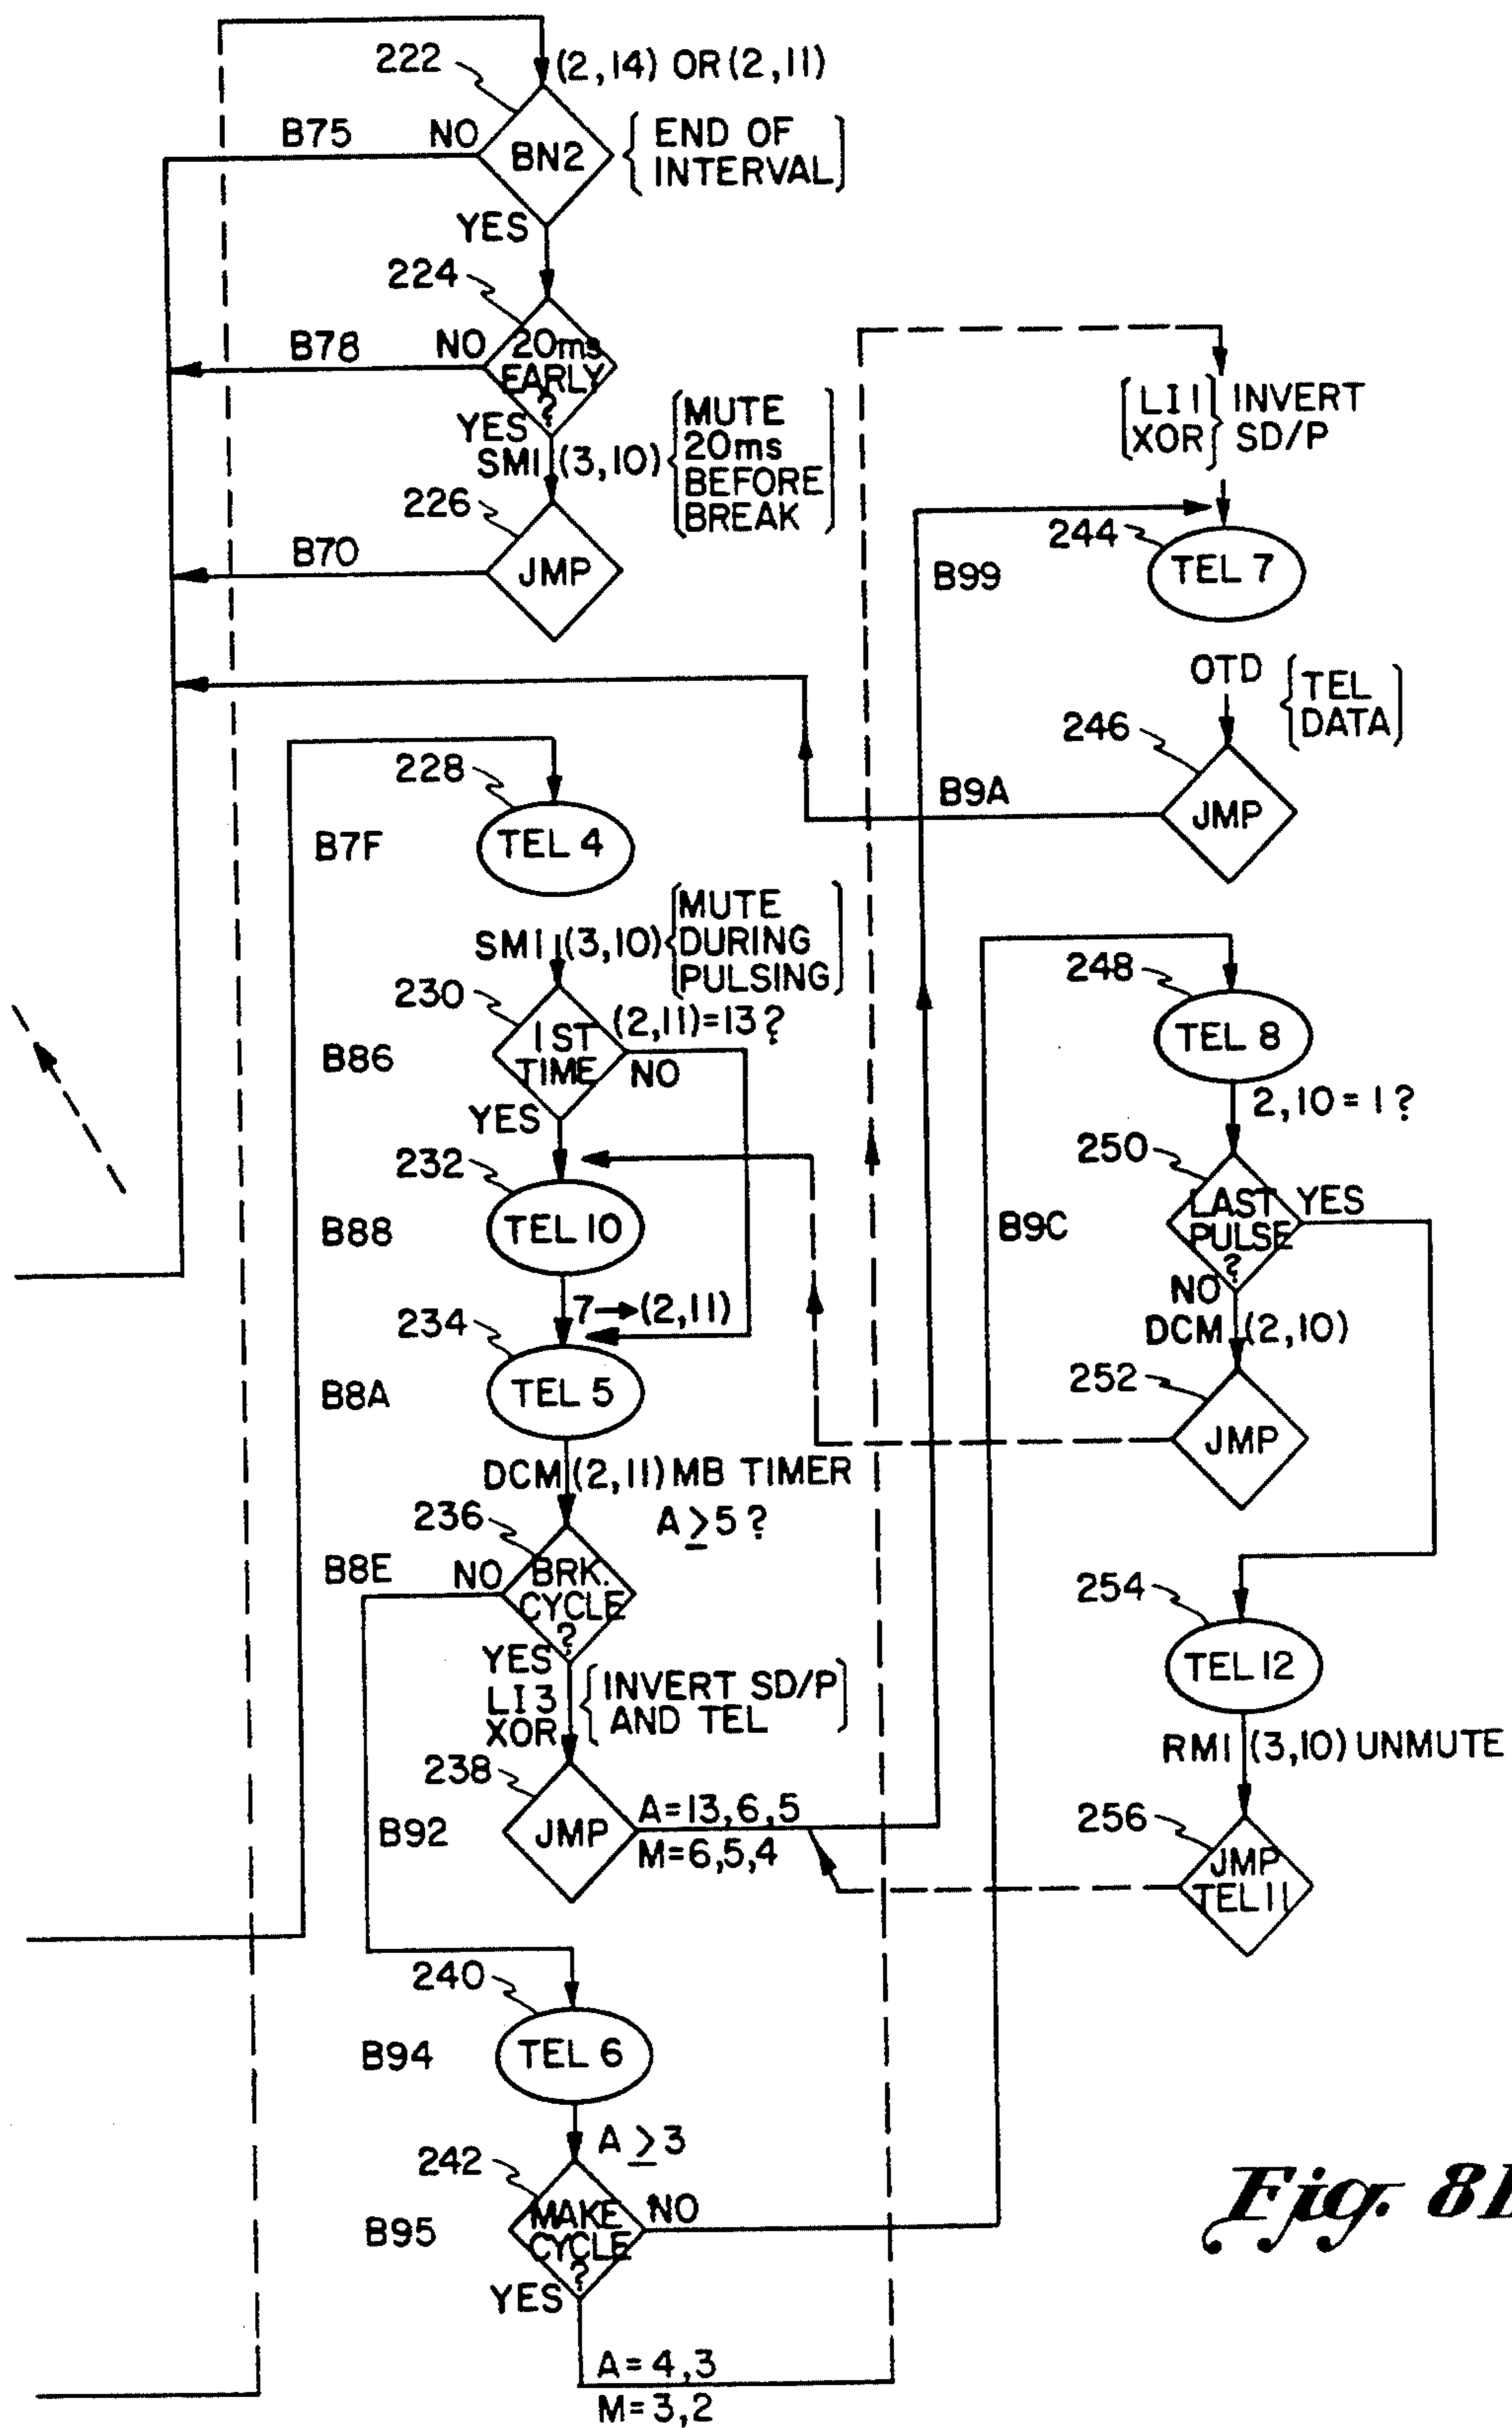 222
(2,14) OR (2,11)
B75
NO
BN2
{END OF
INTERVAL}
YES
224
B78
NO
20ms
EARLY
?
YES
SM1 (3,10)
{MUTE
20ms
BEFORE
BREAK}
226
B70
JMP
228
B7F
TEL 4
SM1 (3,10)
{MUTE
DURING
PULSING}
230
(2,11)=13?
B86
1ST
TIME
NO
YES
232
B88
TEL 10
7→(2,11)
234
B8A
TEL 5
DCM (2,11) MB TIMER
A≥5?
236
B8E
NO
BRK.
CYCLE
?
YES
LI3
XOR
{INVERT SD/P
AND TEL}
238
B92
JMP
A=13,6,5
M=6,5,4
240
B94
TEL 6
A≥3
242
B95
MAKE
CYCLE
?
NO
YES
A=4,3
M=3,2
[LI1} INVERT
XOR SD/P
244
B99
TEL 7
OTD
{TEL
DATA}
246
B9A
JMP
248
TEL 8
2,10=1?
250
B9C
LAST
PULSE
?
YES
NO
DCM (2,10)
252
JMP
254
TEL 12
RM1 (3,10) UNMUTE
256
JMP
TEL 11
Fig. 8